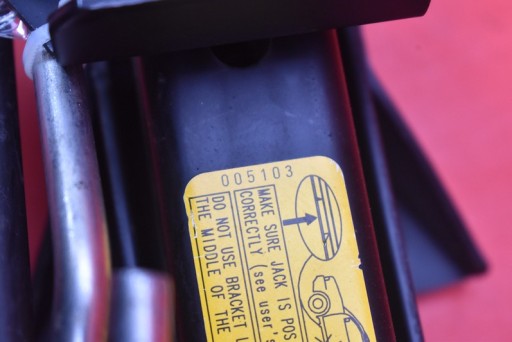 005103
MAKE SURE JACK IS POS
CORRECTLY (see user's
DO NOT USE BRACKET
THE MIDDLE OF THE